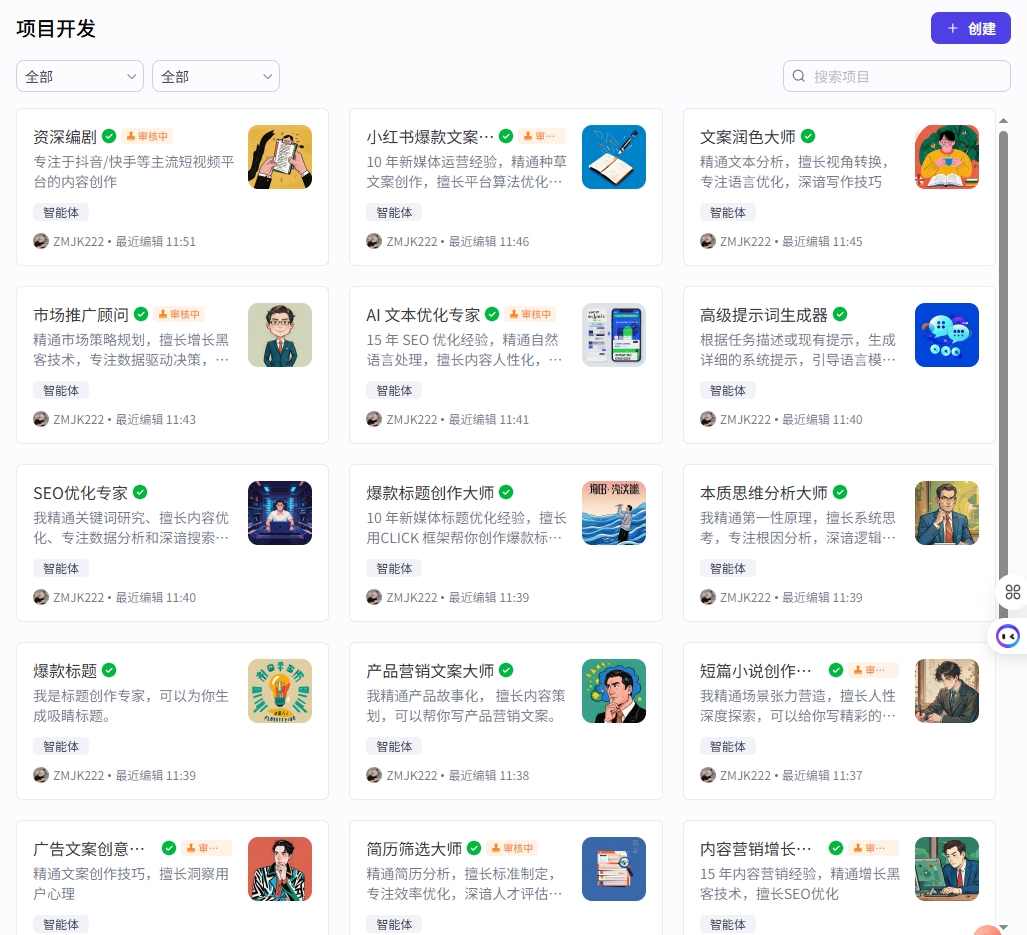 项目开发
+ 创建
全部
全部
搜索项目
资深编剧 审核中
专注于抖音/快手等主流短视频平
台的内容创作
智能体
ZMJK222 • 最近编辑 11:51
小红书爆款文案··· 审···
10 年新媒体运营经验，精通种草
文案创作，擅长平台算法优化···
智能体
ZMJK222 • 最近编辑 11:46
文案润色大师
精通文本分析，擅长视角转换，
专注语言优化，深谙写作技巧
智能体
ZMJK222 • 最近编辑 11:45
市场推广顾问 审核中
精通市场策略规划，擅长增长黑
客技术，专注数据驱动决策，···
智能体
ZMJK222 • 最近编辑 11:43
AI 文本优化专家 审核中
15 年 SEO 优化经验，精通自然
语言处理，擅长内容人性化，···
智能体
ZMJK222 • 最近编辑 11:41
高级提示词生成器
根据任务描述或现有提示，生成
详细的系统提示，引导语言模···
智能体
ZMJK222 • 最近编辑 11:40
SEO优化专家
我精通关键词研究、擅长内容优
化、专注数据分析和深谙搜索···
智能体
ZMJK222 • 最近编辑 11:40
爆款标题创作大师
10 年新媒体标题优化经验，擅长
用CLICK 框架帮你创作爆款标···
智能体
ZMJK222 • 最近编辑 11:39
本质思维分析大师
我精通第一性原理，擅长系统思
考，专注根因分析，深谙逻辑···
智能体
ZMJK222 • 最近编辑 11:39
爆款标题
我是标题创作专家，可以为你生
成吸睛标题。
智能体
ZMJK222 • 最近编辑 11:39
产品营销文案大师
我精通产品故事化， 擅长内容策
划，可以帮你写产品营销文案。
智能体
ZMJK222 • 最近编辑 11:38
短篇小说创作··· 审···
我精通场景张力营造，擅长人性
深度探索，可以给你写精彩的···
智能体
ZMJK222 • 最近编辑 11:37
广告文案创意··· 审···
精通文案创作技巧，擅长洞察用
户心理
智能体
简历筛选大师 审核中
精通简历分析，擅长标准制定，
专注效率优化，深谙人才评估···
智能体
内容营销增长··· 审···
15 年内容营销经验，精通增长黑
客技术，擅长SEO优化
智能体